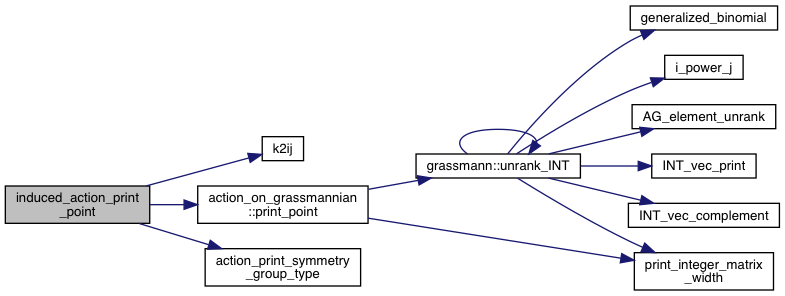 induced_action_print
_point
k2ij
action_on_grassmannian
::print_point
action_print_symmetry
_group_type
grassmann::unrank_INT
generalized_binomial
i_power_j
AG_element_unrank
INT_vec_print
INT_vec_complement
print_integer_matrix
_width